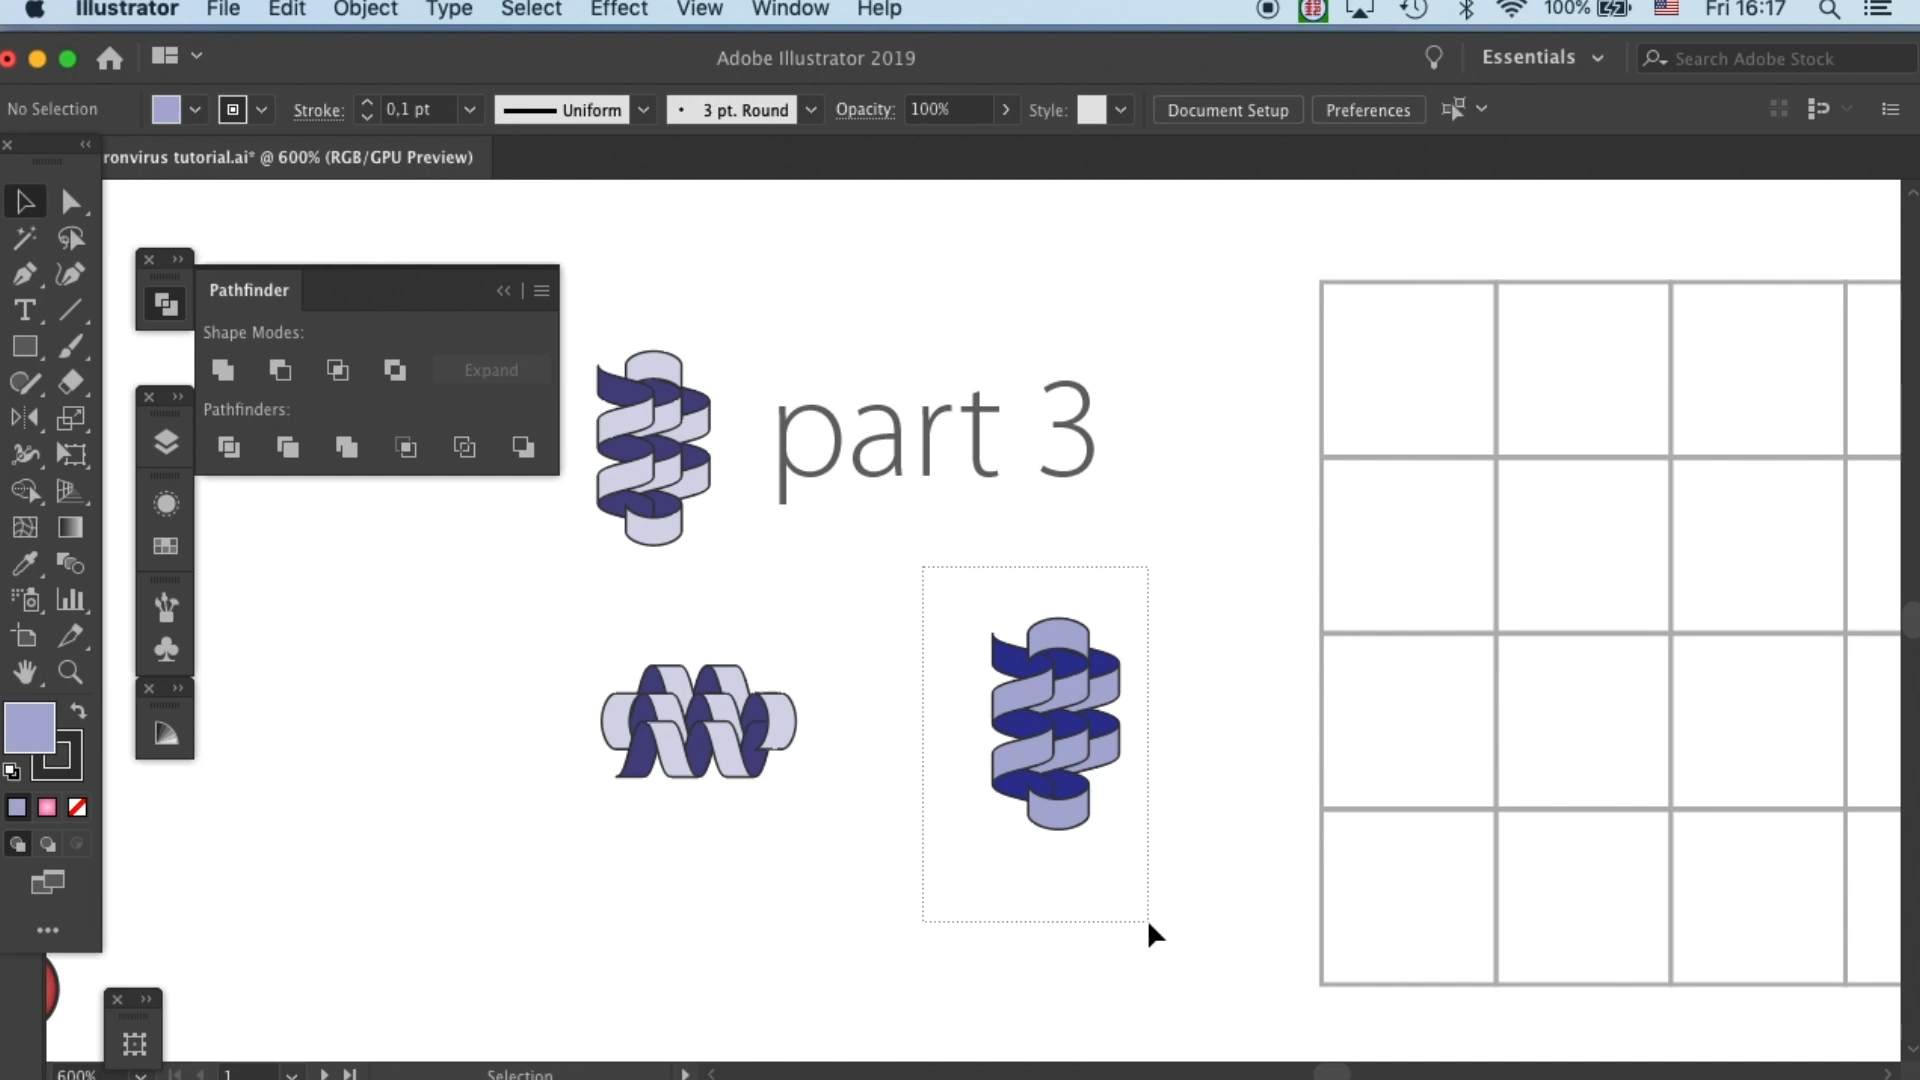 Illustrator File Edit Object Type Select Effect View Window Help 100% Fri 16:17
Adobe Illustrator 2019 Essentials Search Adobe Stock
No Selection Stroke: 0,1 pt Uniform 3 pt. Round Opacity: 100% Style: Document Setup Preferences
ronvirus tutorial.ai* @ 600% (RGB/GPU Preview)
Pathfinder
Shape Modes:
Expand
Pathfinders:
part 3
600% 1 Selection